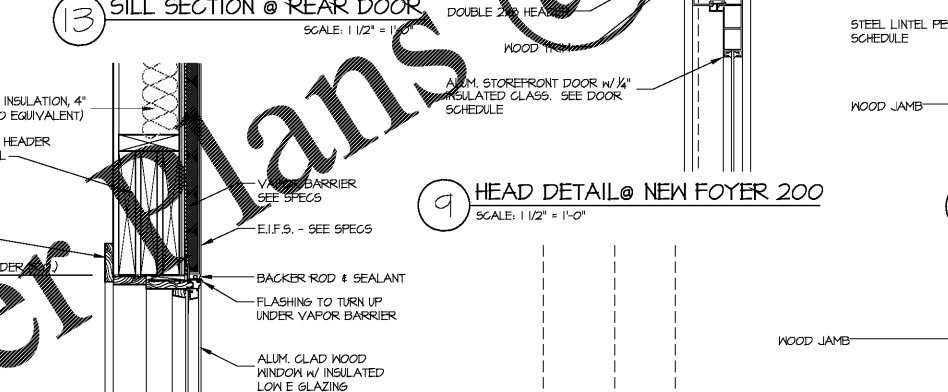 13
SILL SECTION @ REAR DOOR
SCALE: 1 1/2" = 1'-0"
INSULATION, 4"
EQUIVALENT)
HEADER
VAPOR BARRIER
SEE SPECS
E.I.F.S. - SEE SPECS
BACKER ROD & SEALANT
FLASHING TO TURN UP
UNDER VAPOR BARRIER
ALUM. CLAD WOOD
WINDOW w/ INSULATED
LOW E GLAZING
DOUBLE HEADER
WOOD
ALUM. STOREFRONT DOOR w/ 1/4"
INSULATED CLASS. SEE DOOR
SCHEDULE
9
HEAD DETAIL@ NEW FOYER 200
SCALE: 1 1/2" = 1'-0"
STEEL LINTEL
SCHEDULE
WOOD JAMB
WOOD JAMB
er Plans